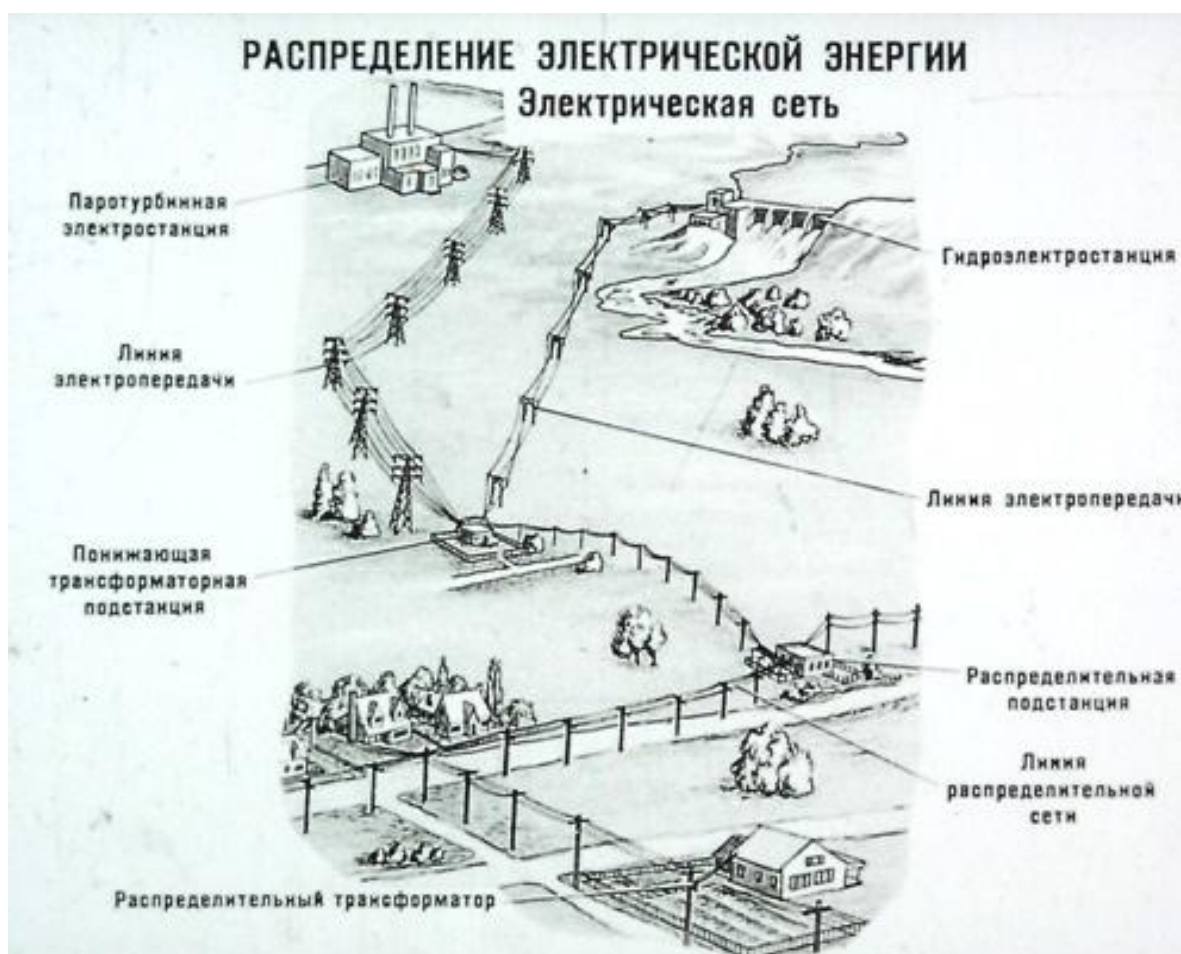 РАСПРЕДЕЛЕНИЕ ЭЛЕКТРИЧЕСКОЙ ЭНЕРГИИ
Электрическая сеть
Паротурбинная
электростанция
Гидроэлектростанция
Линия
электропередачи
Линия электропередачи
Понижающая
трансформаторная
подстанция
Распределительная
подстанция
Линия
распределительной
сети
Распределительный трансформатор